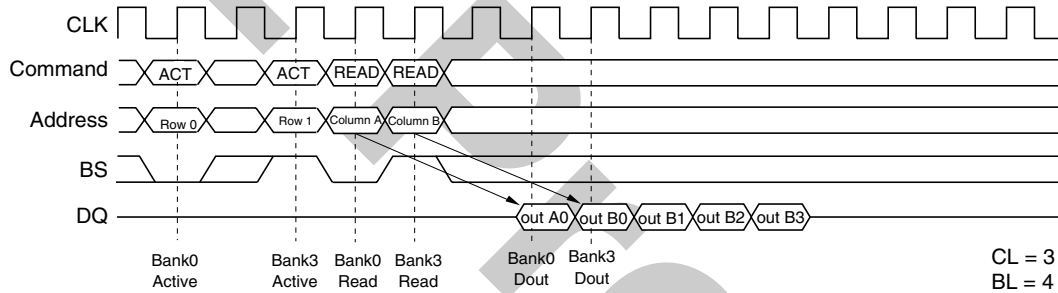 CLK
Command ACT ACT READ READ
Address Row 0 Row 1 Column A Column B
BS
DQ out A0 out B0 out B1 out B2 out B3
Bank0 Active
Bank3 Active
Bank0 Read
Bank3 Read
Bank0 Dout
Bank3 Dout
CL = 3
BL = 4